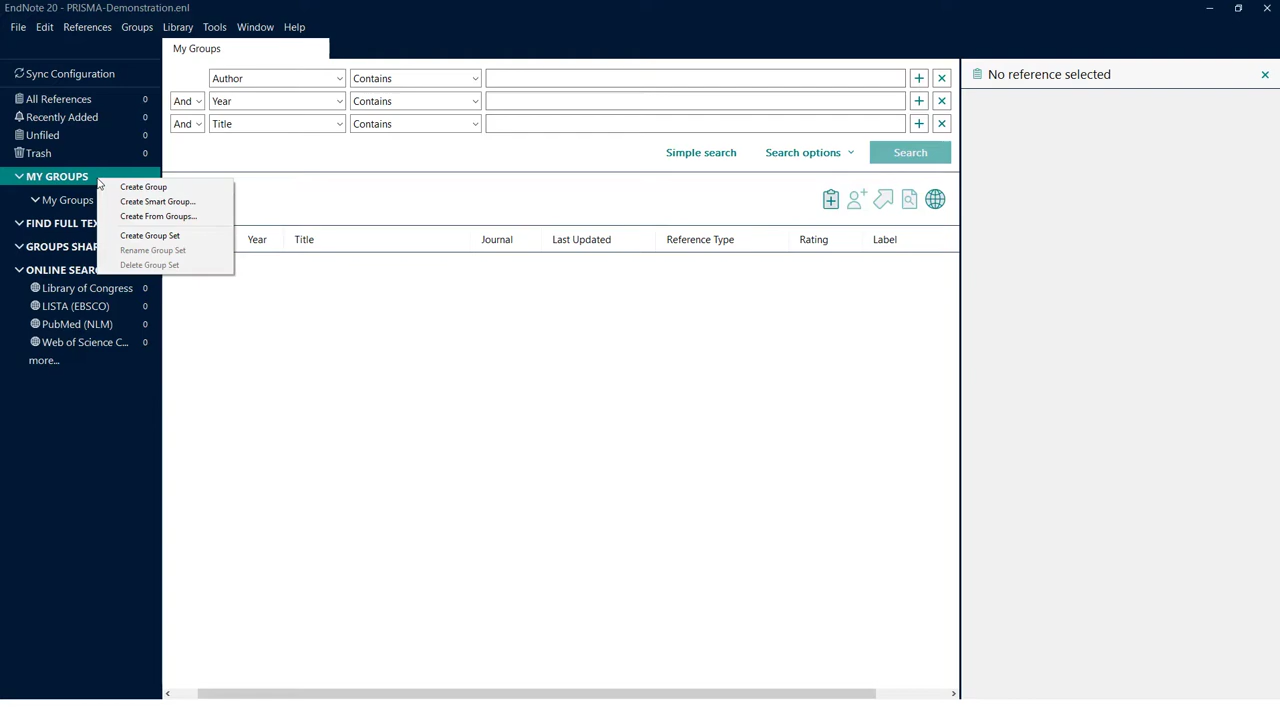 EndNote 20 - PRISMA-Demonstration.enl
File Edit References Groups Library Tools Window Help
My Groups
Sync Configuration
All References 0
Recently Added 0
Unfiled 0
Trash 0
MY GROUPS
My Groups
FIND FULL TEX
GROUPS SHAR
ONLINE SEARC
Library of Congress 0
LISTA (EBSCO) 0
PubMed (NLM) 0
Web of Science C... 0
more...
Create Group
Create Smart Group...
Create From Groups...
Create Group Set
Rename Group Set
Delete Group Set
Author Contains
And Year Contains
And Title Contains
Simple search Search options Search
Year Title Journal Last Updated Reference Type Rating Label
No reference selected